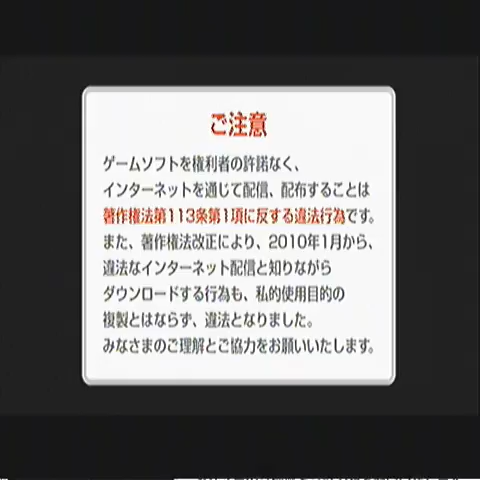 ご注意
ゲームソフトを権利者の許諾なく、
インターネットを通じて配信、配布することは
著作権法第113条第1項に反する違法行為です。
また、著作権法改正により、2010年1月から、
違法なインターネット配信と知りながら
ダウンロードする行為も、私的使用目的の
複製とはならず、違法となりました。
みなさまのご理解とご協力をお願いいたします。